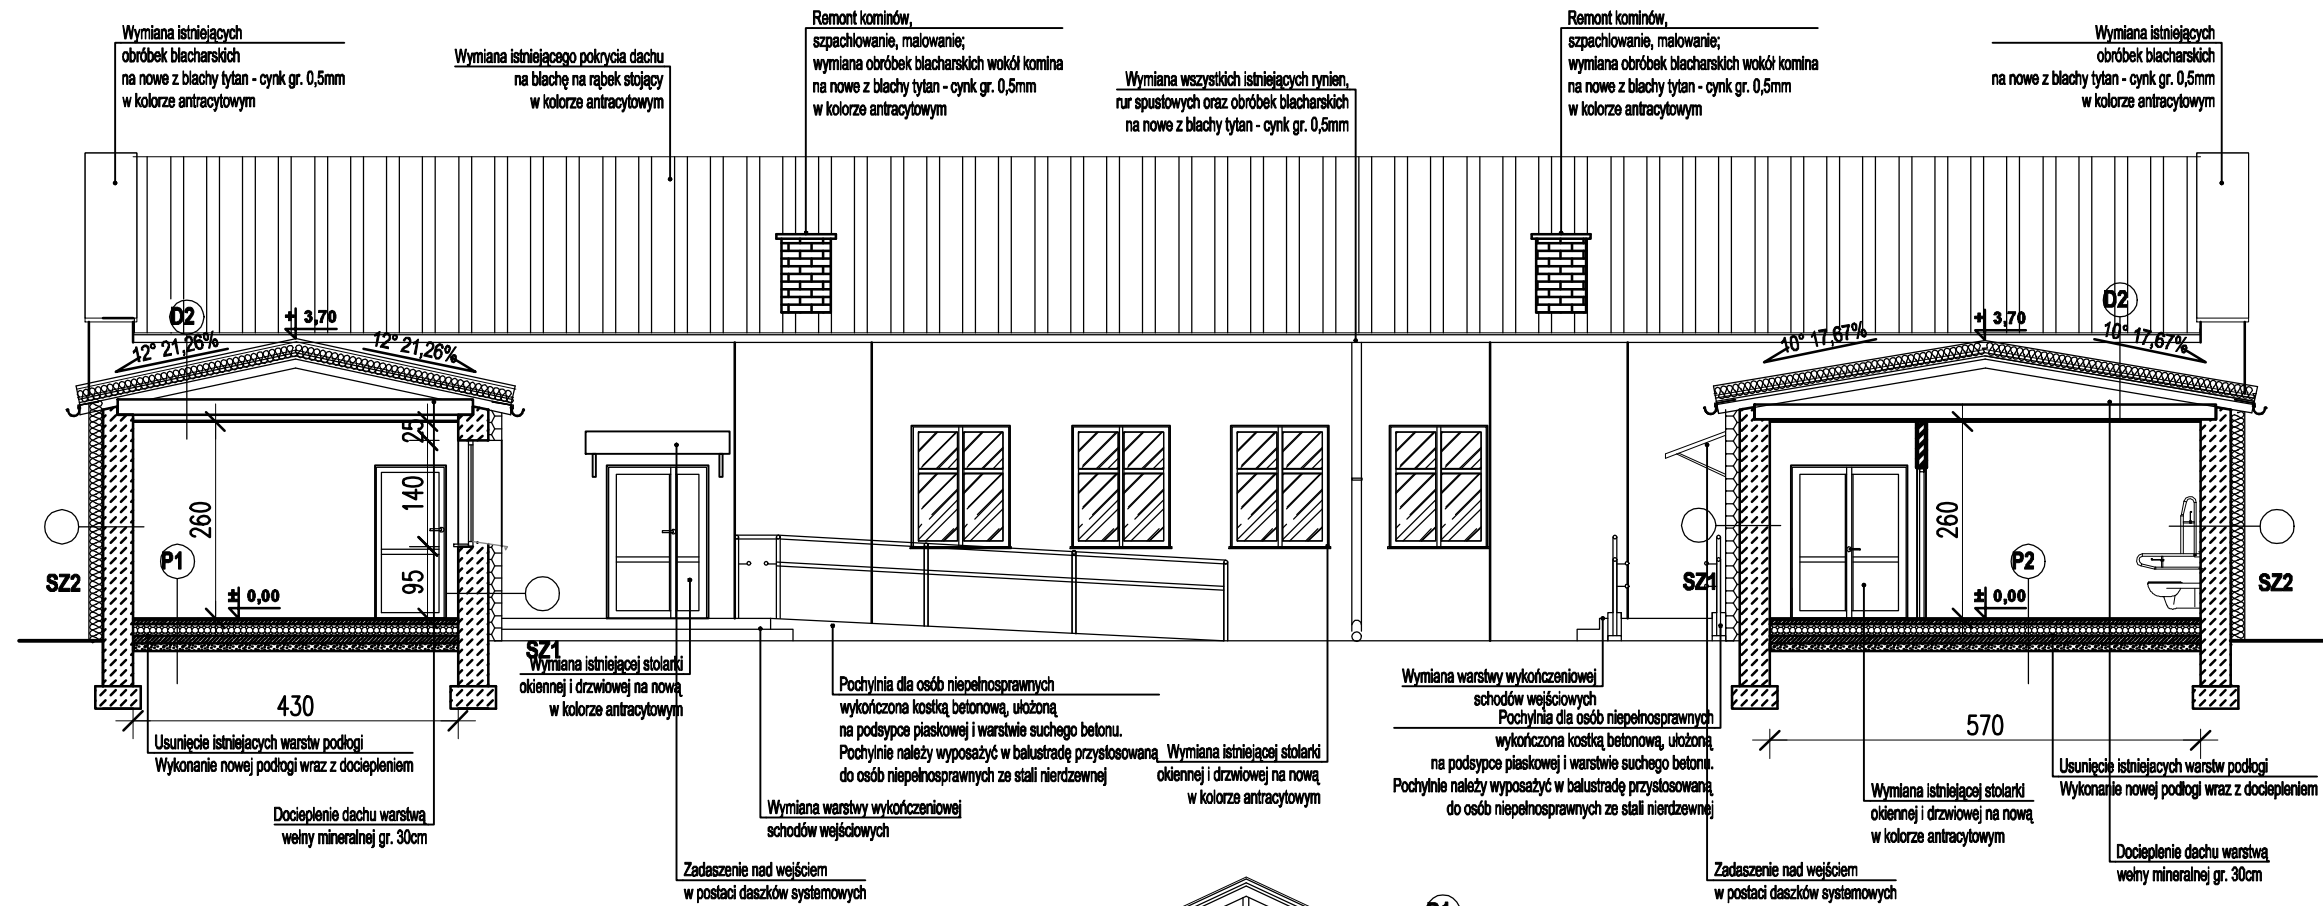 Wymiana istniejących
obróbek blacharskich
na nowe z blachy tytan - cynk gr. 0,5mm
w kolorze antracytowym
Wymiana istniejącego pokrycia dachu
na blachę na rąbek stojący
w kolorze antracytowym
Remont kominów,
szpachlowanie, malowanie;
wymiana obróbek blacharskich wokół komina
na nowe z blachy tytan - cynk gr. 0,5mm
w kolorze antracytowym
Wymiana wszystkich istniejących rynien,
rur spustowych oraz obróbek blacharskich
na nowe z blachy tytan - cynk gr. 0,5mm
Remont kominów,
szpachlowanie, malowanie;
wymiana obróbek blacharskich wokół komina
na nowe z blachy tytan - cynk gr. 0,5mm
w kolorze antracytowym
Wymiana istniejących
obróbek blacharskich
na nowe z blachy tytan - cynk gr. 0,5mm
w kolorze antracytowym
D2
+ 3,70
12° 21,26%
12° 21,26%
D2
+ 3,70
10° 17,67%
10° 17,67%
25
140
95
260
P1
SZ2
± 0,00
SZ1
260
P2
SZ1
SZ2
± 0,00
430
570
Wymiana istniejącej stolarki
okiennej i drzwiowej na nową
w kolorze antracytowym
Pochylnia dla osób niepełnosprawnych
wykończona kostką betonową, ułożoną
na podsypce piaskowej i warstwie suchego betonu.
Pochylnie należy wyposażyć w balustradę przystosowaną
do osób niepełnosprawnych ze stali nierdzewnej
Wymiana istniejącej stolarki
okiennej i drzwiowej na nową
w kolorze antracytowym
Wymiana warstwy wykończeniowej
schodów wejściowych
Pochylnia dla osób niepełnosprawnych
wykończona kostką betonową, ułożoną
na podsypce piaskowej i warstwie suchego betonu.
Pochylnie należy wyposażyć w balustradę przystosowaną
do osób niepełnosprawnych ze stali nierdzewnej
Usunięcie istniejacych warstw podłogi
Wykonanie nowej podłogi wraz z dociepleniem
Docieplenie dachu warstwą
wełny mineralnej gr. 30cm
Wymiana warstwy wykończeniowej
schodów wejściowych
Zadaszenie nad wejściem
w postaci daszków systemowych
Usunięcie istniejacych warstw podłogi
Wykonanie nowej podłogi wraz z dociepleniem
Wymiana istniejącej stolarki
okiennej i drzwiowej na nową
w kolorze antracytowym
Docieplenie dachu warstwą
wełny mineralnej gr. 30cm
Zadaszenie nad wejściem
w postaci daszków systemowych